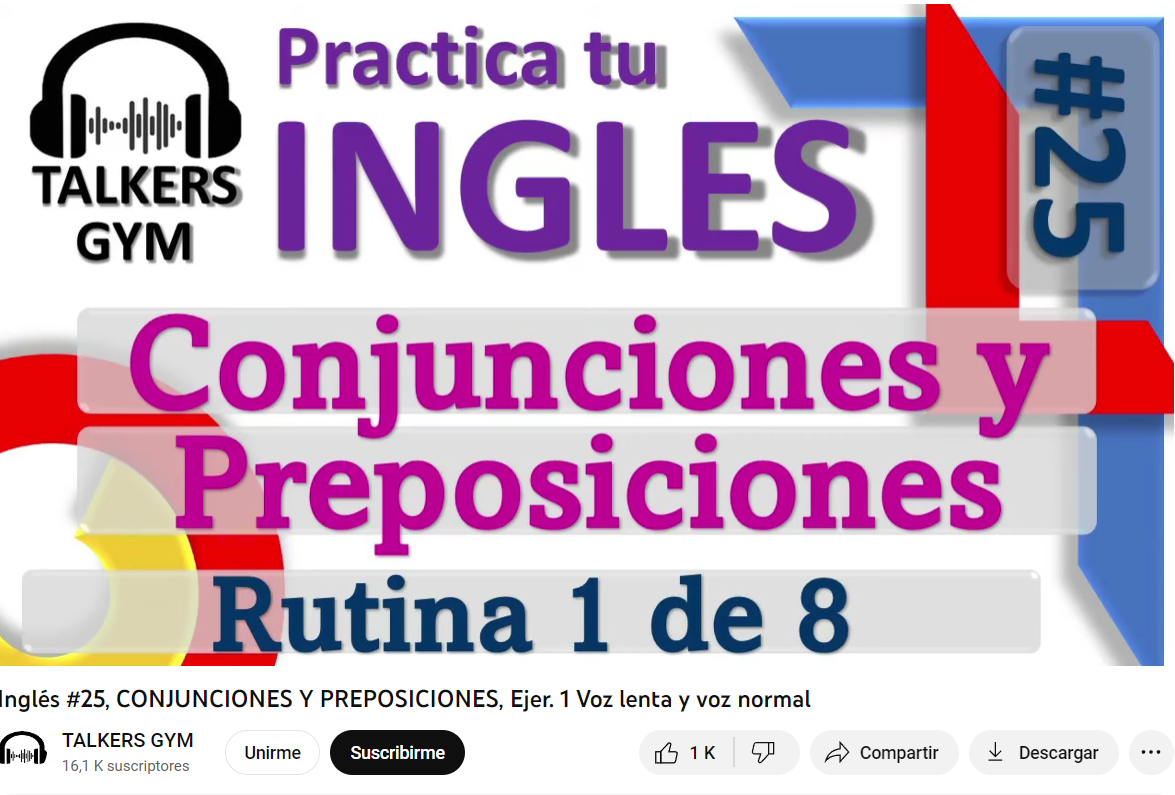 Practica tu
INGLES
TALKERS
GYM
#25
Conjunciones y
Preposiciones
Rutina 1 de 8
Inglés #25, CONJUNCIONES Y PREPOSICIONES, Ejer. 1 Voz lenta y voz normal
TALKERS GYM
16,1 K suscriptores
Unirme
Suscribirme
1 K
Compartir
Descargar